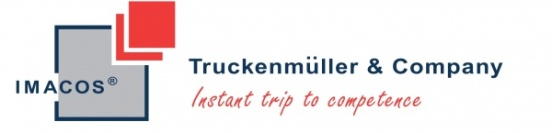 IMACOS®
Truckenmüller & Company
Instant trip to competence